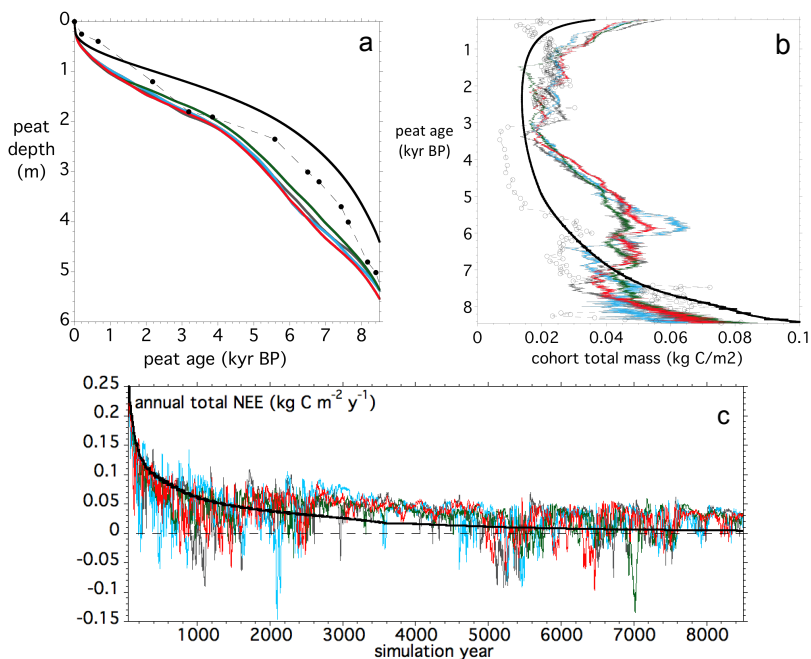 a
0
1
2
3
4
5
6
peat
depth
(m)
0 1 2 3 4 5 6 7 8
peat age (kyr BP)
b
1
2
3
4
5
6
7
8
peat age
(kyr BP)
0 0.02 0.04 0.06 0.08 0.1
cohort total mass (kg C/m2)
annual total NEE (kg C m⁻² y⁻¹)
c
0.25
0.2
0.15
0.1
0.05
0
-0.05
-0.1
-0.15
1000 2000 3000 4000 5000 6000 7000 8000
simulation year